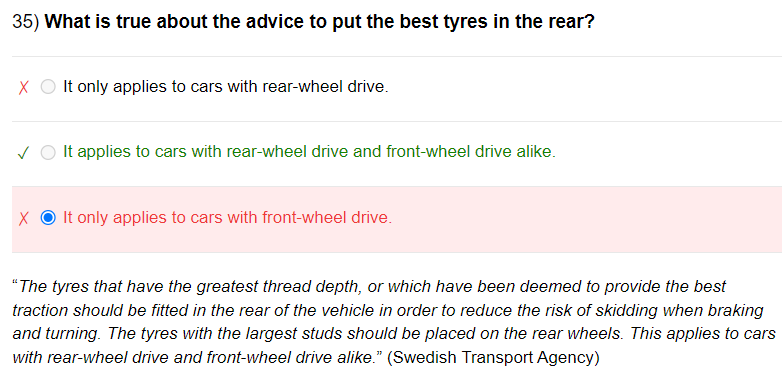 35) What is true about the advice to put the best tyres in the rear?
✗ It only applies to cars with rear-wheel drive.
✓ It applies to cars with rear-wheel drive and front-wheel drive alike.
✗ It only applies to cars with front-wheel drive.
“The tyres that have the greatest thread depth, or which have been deemed to provide the best
traction should be fitted in the rear of the vehicle in order to reduce the risk of skidding when braking
and turning. The tyres with the largest studs should be placed on the rear wheels. This applies to cars
with rear-wheel drive and front-wheel drive alike.” (Swedish Transport Agency)